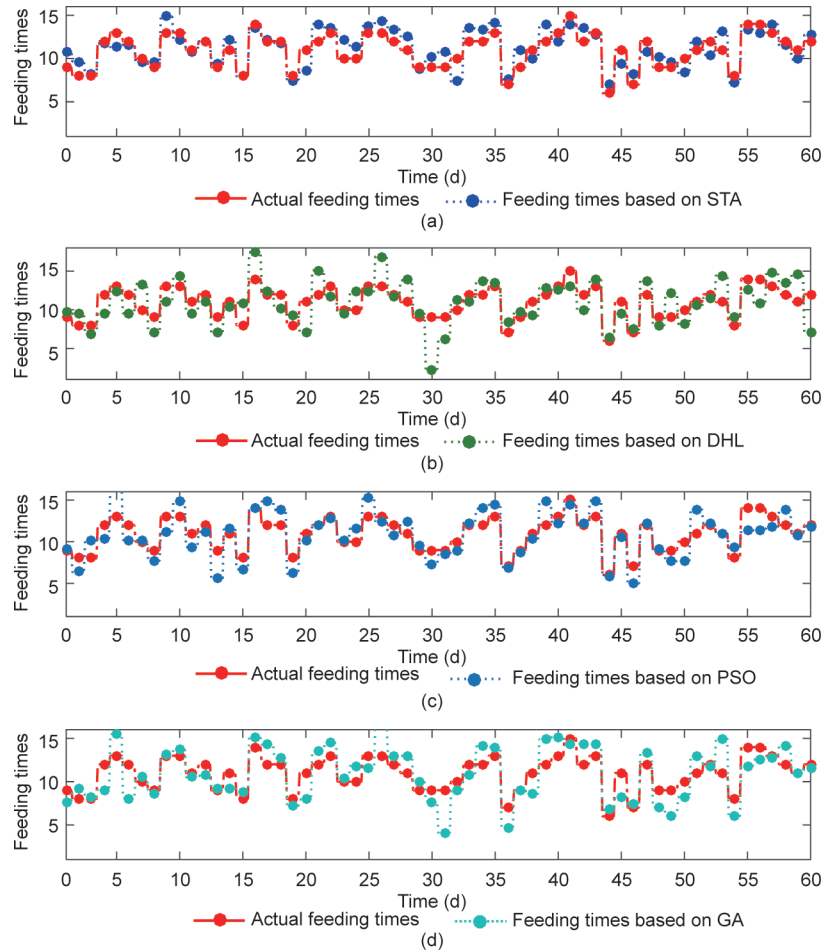 Feeding times
15
10
5
0 5 10 15 20 25 30 35 40 45 50 55 60
Time (d)
Actual feeding times Feeding times based on STA
(a)
Feeding times
15
10
5
0 5 10 15 20 25 30 35 40 45 50 55 60
Time (d)
Actual feeding times Feeding times based on DHL
(b)
Feeding times
15
10
5
0 5 10 15 20 25 30 35 40 45 50 55 60
Time (d)
Actual feeding times Feeding times based on PSO
(c)
Feeding times
15
10
5
0 5 10 15 20 25 30 35 40 45 50 55 60
Time (d)
Actual feeding times Feeding times based on GA
(d)